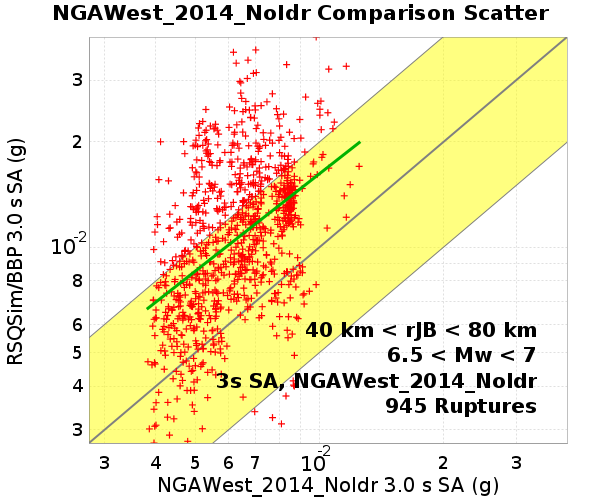 NGAWest_2014_NoIdr Comparison Scatter
RSQSim/BBP 3.0 s SA (g)
3
2
10-2
8
6
5
4
3
40 km < rJB < 80 km
6.5 < Mw < 7
3s SA, NGAWest_2014_NoIdr
945 Ruptures
3 4 5 6 7 10-2 2 3
NGAWest_2014_NoIdr 3.0 s SA (g)